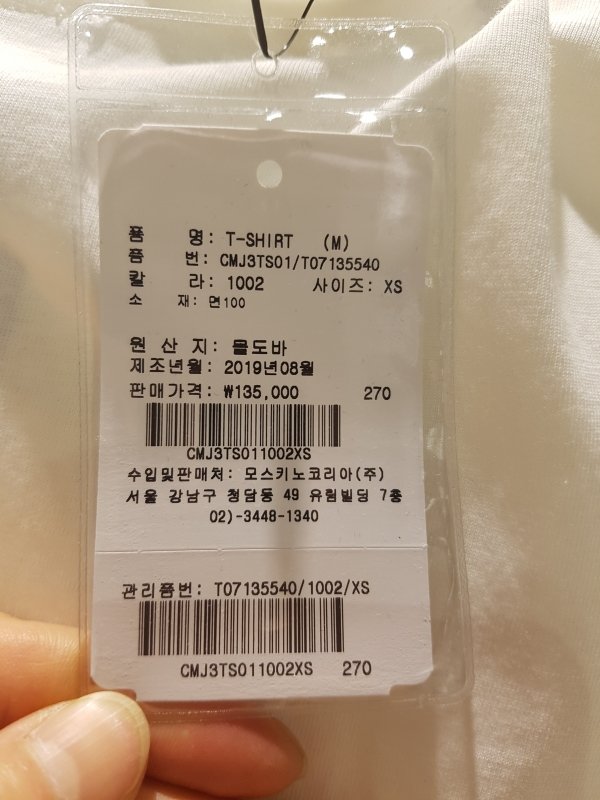 품 명: T-SHIRT (M)
품 번: CMJ3TS01/T07135540
칼 라: 1002 사이즈: XS
소 재: 면100
원 산 지: 몰도바
제조년월: 2019년08월
판매가격: ₩135,000 270
CMJ3TS011002XS
수입및판매처: 모스키노코리아(주)
서울 강남구 청담동 49 유림빌딩 7층
02)-3448-1340
관리품번: T07135540/1002/XS
CMJ3TS011002XS 270